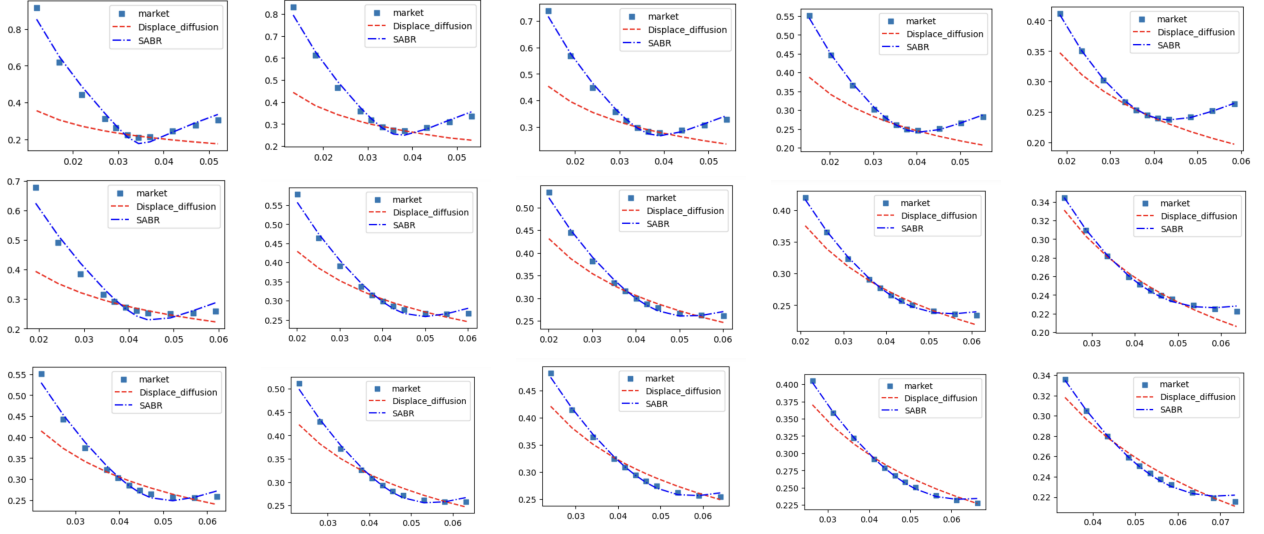 market
Displace_diffusion
SABR
0.8
0.6
0.4
0.2
0.02 0.03 0.04 0.05
market
Displace_diffusion
SABR
0.8
0.7
0.6
0.5
0.4
0.3
0.2
0.02 0.03 0.04 0.05
market
Displace_diffusion
SABR
0.7
0.6
0.5
0.4
0.3
0.02 0.03 0.04 0.05
market
Displace_diffusion
SABR
0.55
0.50
0.45
0.40
0.35
0.30
0.25
0.20
0.02 0.03 0.04 0.05
market
Displace_diffusion
SABR
0.40
0.35
0.30
0.25
0.20
0.02 0.03 0.04 0.05 0.06
market
Displace_diffusion
SABR
0.7
0.6
0.5
0.4
0.3
0.2
0.02 0.03 0.04 0.05 0.06
market
Displace_diffusion
SABR
0.55
0.50
0.45
0.40
0.35
0.30
0.25
0.02 0.03 0.04 0.05 0.06
market
Displace_diffusion
SABR
0.50
0.45
0.40
0.35
0.30
0.25
0.02 0.03 0.04 0.05 0.06
market
Displace_diffusion
SABR
0.40
0.35
0.30
0.25
0.02 0.03 0.04 0.05 0.06
market
Displace_diffusion
SABR
0.34
0.32
0.30
0.28
0.26
0.24
0.22
0.20
0.03 0.04 0.05 0.06
market
Displace_diffusion
SABR
0.55
0.50
0.45
0.40
0.35
0.30
0.25
0.03 0.04 0.05 0.06
market
Displace_diffusion
SABR
0.50
0.45
0.40
0.35
0.30
0.25
0.03 0.04 0.05 0.06
market
Displace_diffusion
SABR
0.45
0.40
0.35
0.30
0.25
0.03 0.04 0.05 0.06
market
Displace_diffusion
SABR
0.400
0.375
0.350
0.325
0.300
0.275
0.250
0.225
0.03 0.04 0.05 0.06
market
Displace_diffusion
SABR
0.34
0.32
0.30
0.28
0.26
0.24
0.22
0.04 0.05 0.06 0.07